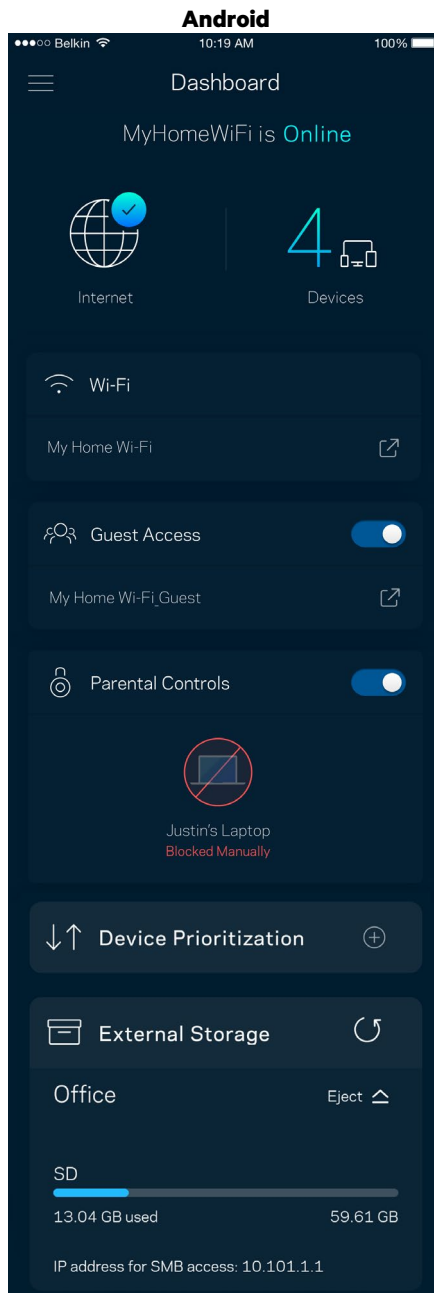 Android
●●●○○ Belkin 10:19 AM 100%
Dashboard
MyHomeWiFi is Online
4
Internet Devices
Wi-Fi
My Home Wi-Fi
Guest Access
My Home Wi-Fi_Guest
Parental Controls
Justin's Laptop
Blocked Manually
Device Prioritization
External Storage
Office Eject
SD
13.04 GB used 59.61 GB
IP address for SMB access: 10.101.1.1